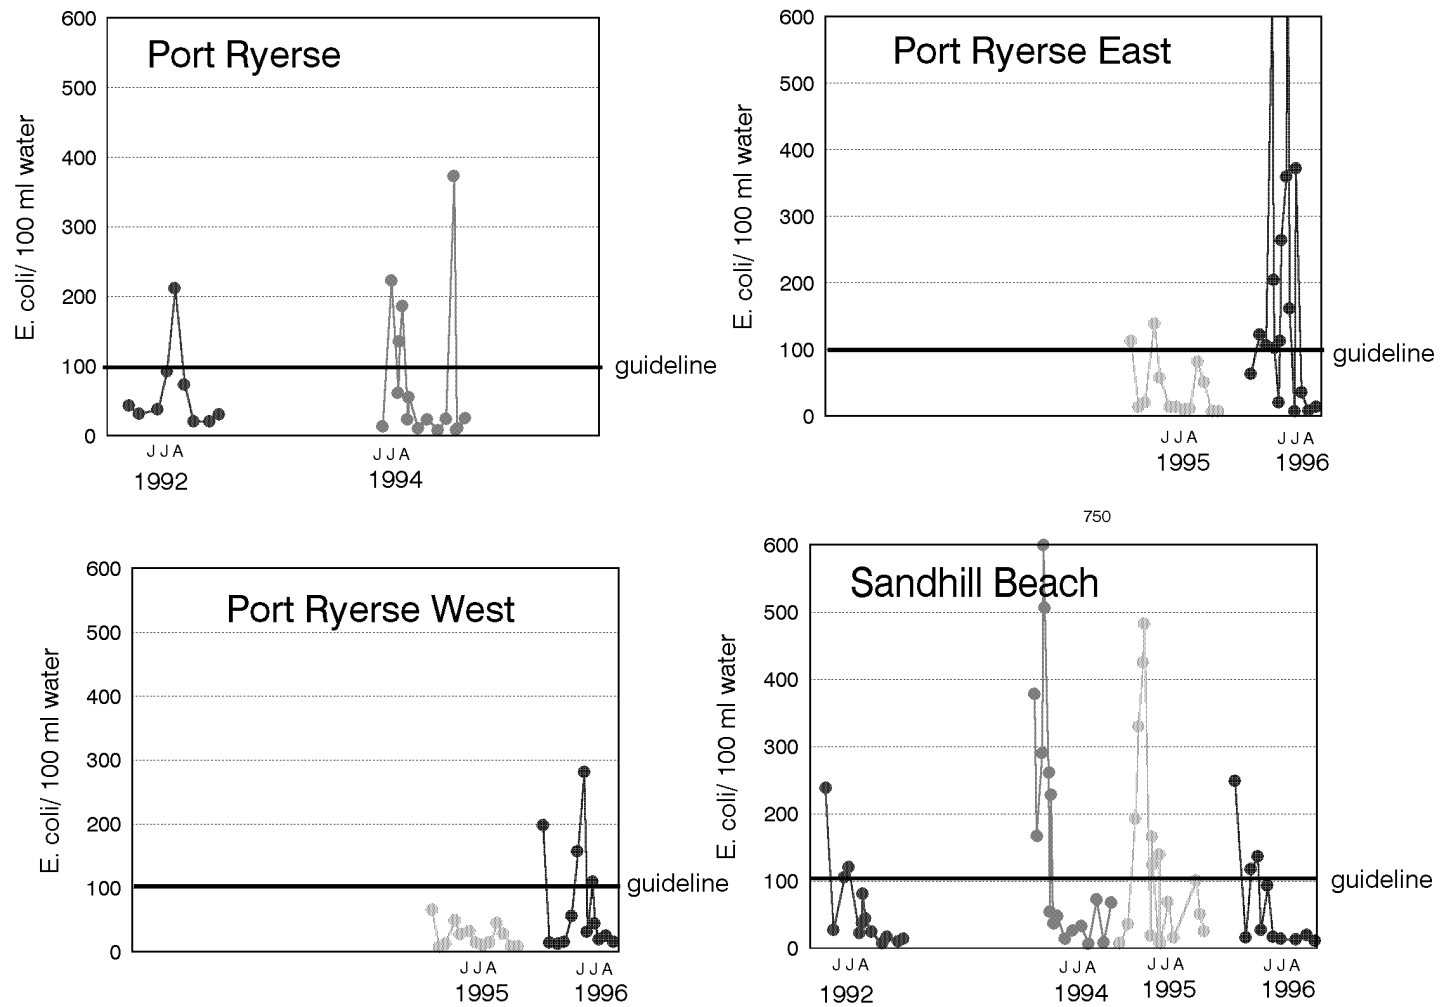 Port Ryerse
600
500
400
300
200
100
0
E. coli/ 100 ml water
guideline
J J A
1992
J J A
1994
Port Ryerse East
600
500
400
300
200
100
0
E. coli/ 100 ml water
guideline
J J A
1995
J J A
1996
Port Ryerse West
600
500
400
300
200
100
0
E. coli/ 100 ml water
guideline
J J A
1995
J J A
1996
750
Sandhill Beach
600
500
400
300
200
100
0
E. coli/ 100 ml water
guideline
J J A
1992
J J A
1994
J J A
1995
J J A
1996